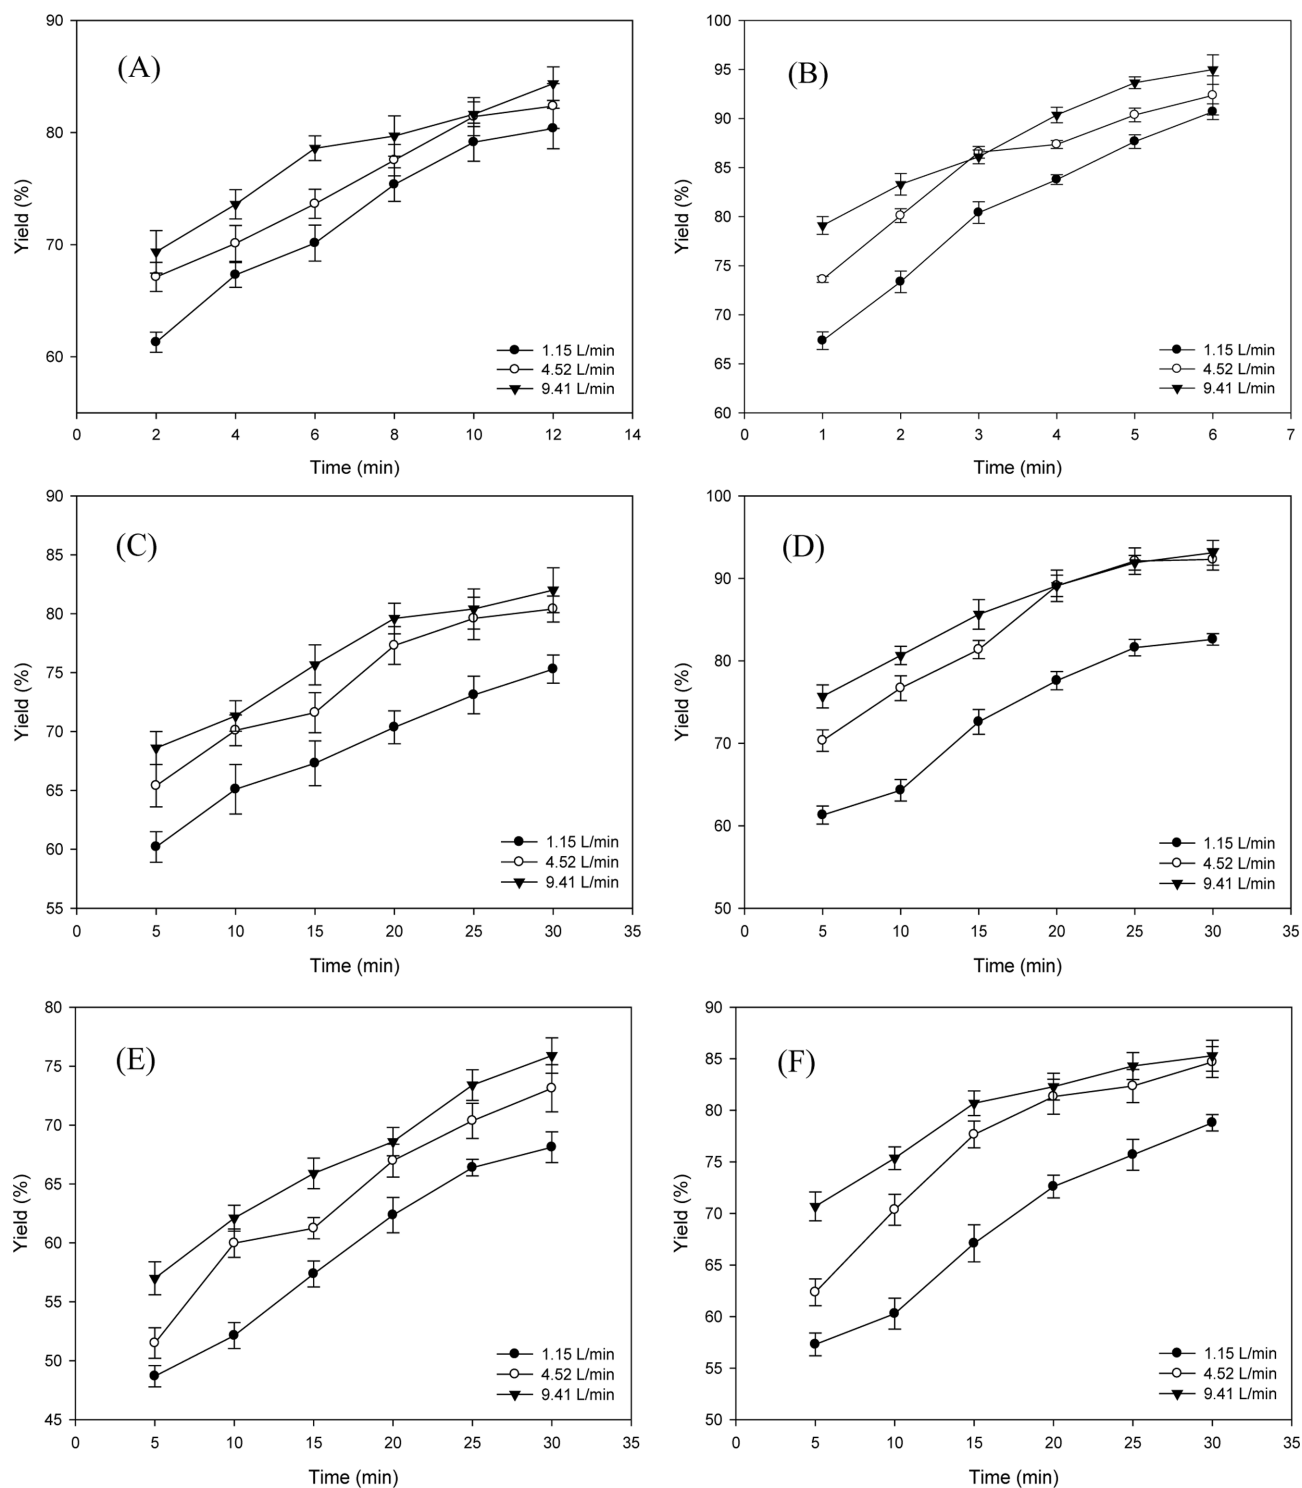 (A)
Yield (%)
90
80
70
60
0 2 4 6 8 10 12 14
Time (min)
1.15 L/min
4.52 L/min
9.41 L/min
(B)
Yield (%)
100
95
90
85
80
75
70
65
60
0 1 2 3 4 5 6 7
Time (min)
1.15 L/min
4.52 L/min
9.41 L/min
(C)
Yield (%)
90
85
80
75
70
65
60
55
0 5 10 15 20 25 30 35
Time (min)
1.15 L/min
4.52 L/min
9.41 L/min
(D)
Yield (%)
100
90
80
70
60
50
0 5 10 15 20 25 30 35
Time (min)
1.15 L/min
4.52 L/min
9.41 L/min
(E)
Yield (%)
80
75
70
65
60
55
50
45
0 5 10 15 20 25 30 35
Time (min)
1.15 L/min
4.52 L/min
9.41 L/min
(F)
Yield (%)
90
85
80
75
70
65
60
55
50
0 5 10 15 20 25 30 35
Time (min)
1.15 L/min
4.52 L/min
9.41 L/min